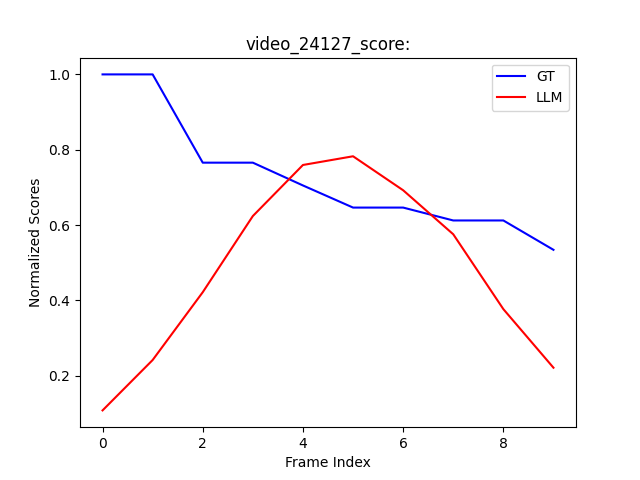 video_24127_score:
GT
LLM
1.0
0.8
0.6
0.4
0.2
Normalized Scores
0 2 4 6 8
Frame Index